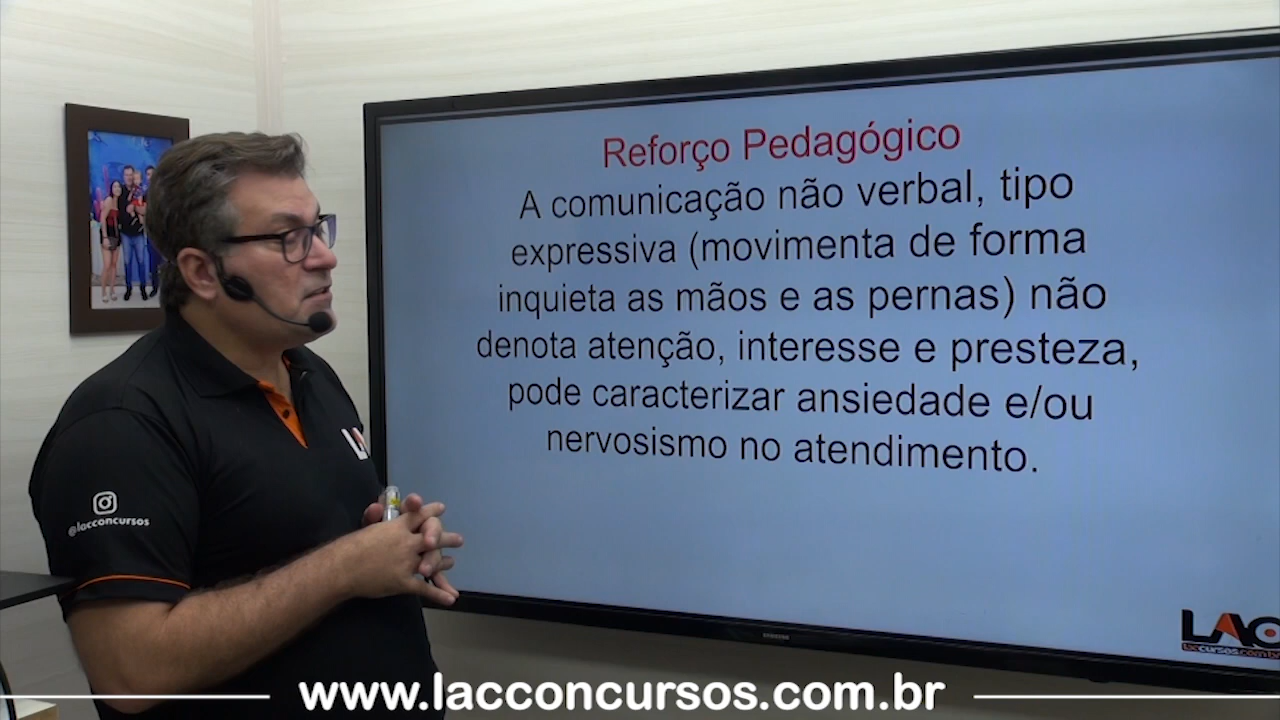 Reforço Pedagógico
A comunicação não verbal, tipo
expressiva (movimenta de forma
inquieta as mãos e as pernas) não
denota atenção, interesse e presteza,
pode caracterizar ansiedade e/ou
nervosismo no atendimento.
@lacconcursos
SAMSUNG
www.lacconcursos.com.br